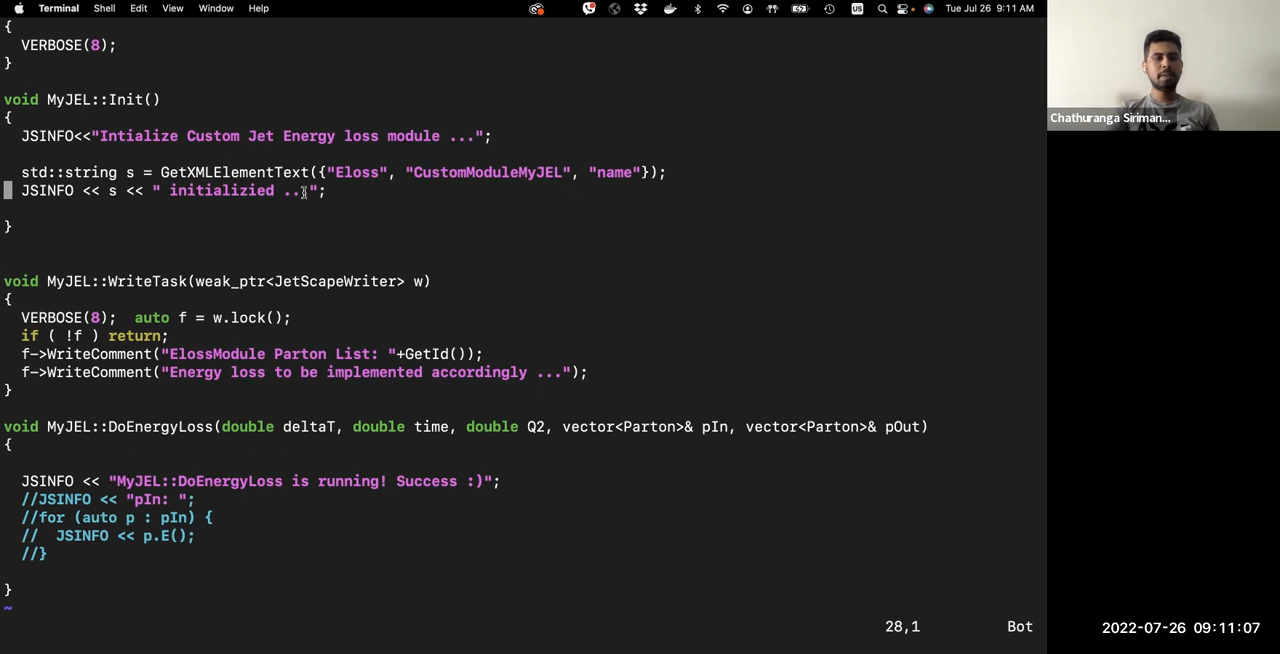 Terminal Shell Edit View Window Help US Tue Jul 26 9:11 AM
{
VERBOSE(8);
}
void MyJEL::Init()
{
JSINFO<<"Intialize Custom Jet Energy loss module ...";
std::string s = GetXMLElementText({"Eloss", "CustomModuleMyJEL", "name"});
JSINFO << s << " initializied ...";
}
void MyJEL::WriteTask(weak_ptr<JetScapeWriter> w)
{
VERBOSE(8);  auto f = w.lock();
if ( !f ) return;
f->WriteComment("ElossModule Parton List: "+GetId());
f->WriteComment("Energy loss to be implemented accordingly ...");
}
void MyJEL::DoEnergyLoss(double deltaT, double time, double Q2, vector<Parton>& pIn, vector<Parton>& pOut)
{
JSINFO << "MyJEL::DoEnergyLoss is running! Success :)";
//JSINFO << "pIn: ";
//for (auto p : pIn) {
//  JSINFO << p.E();
//}
}
~
28,1 Bot
Chathuranga Siriman...
2022-07-26 09:11:07